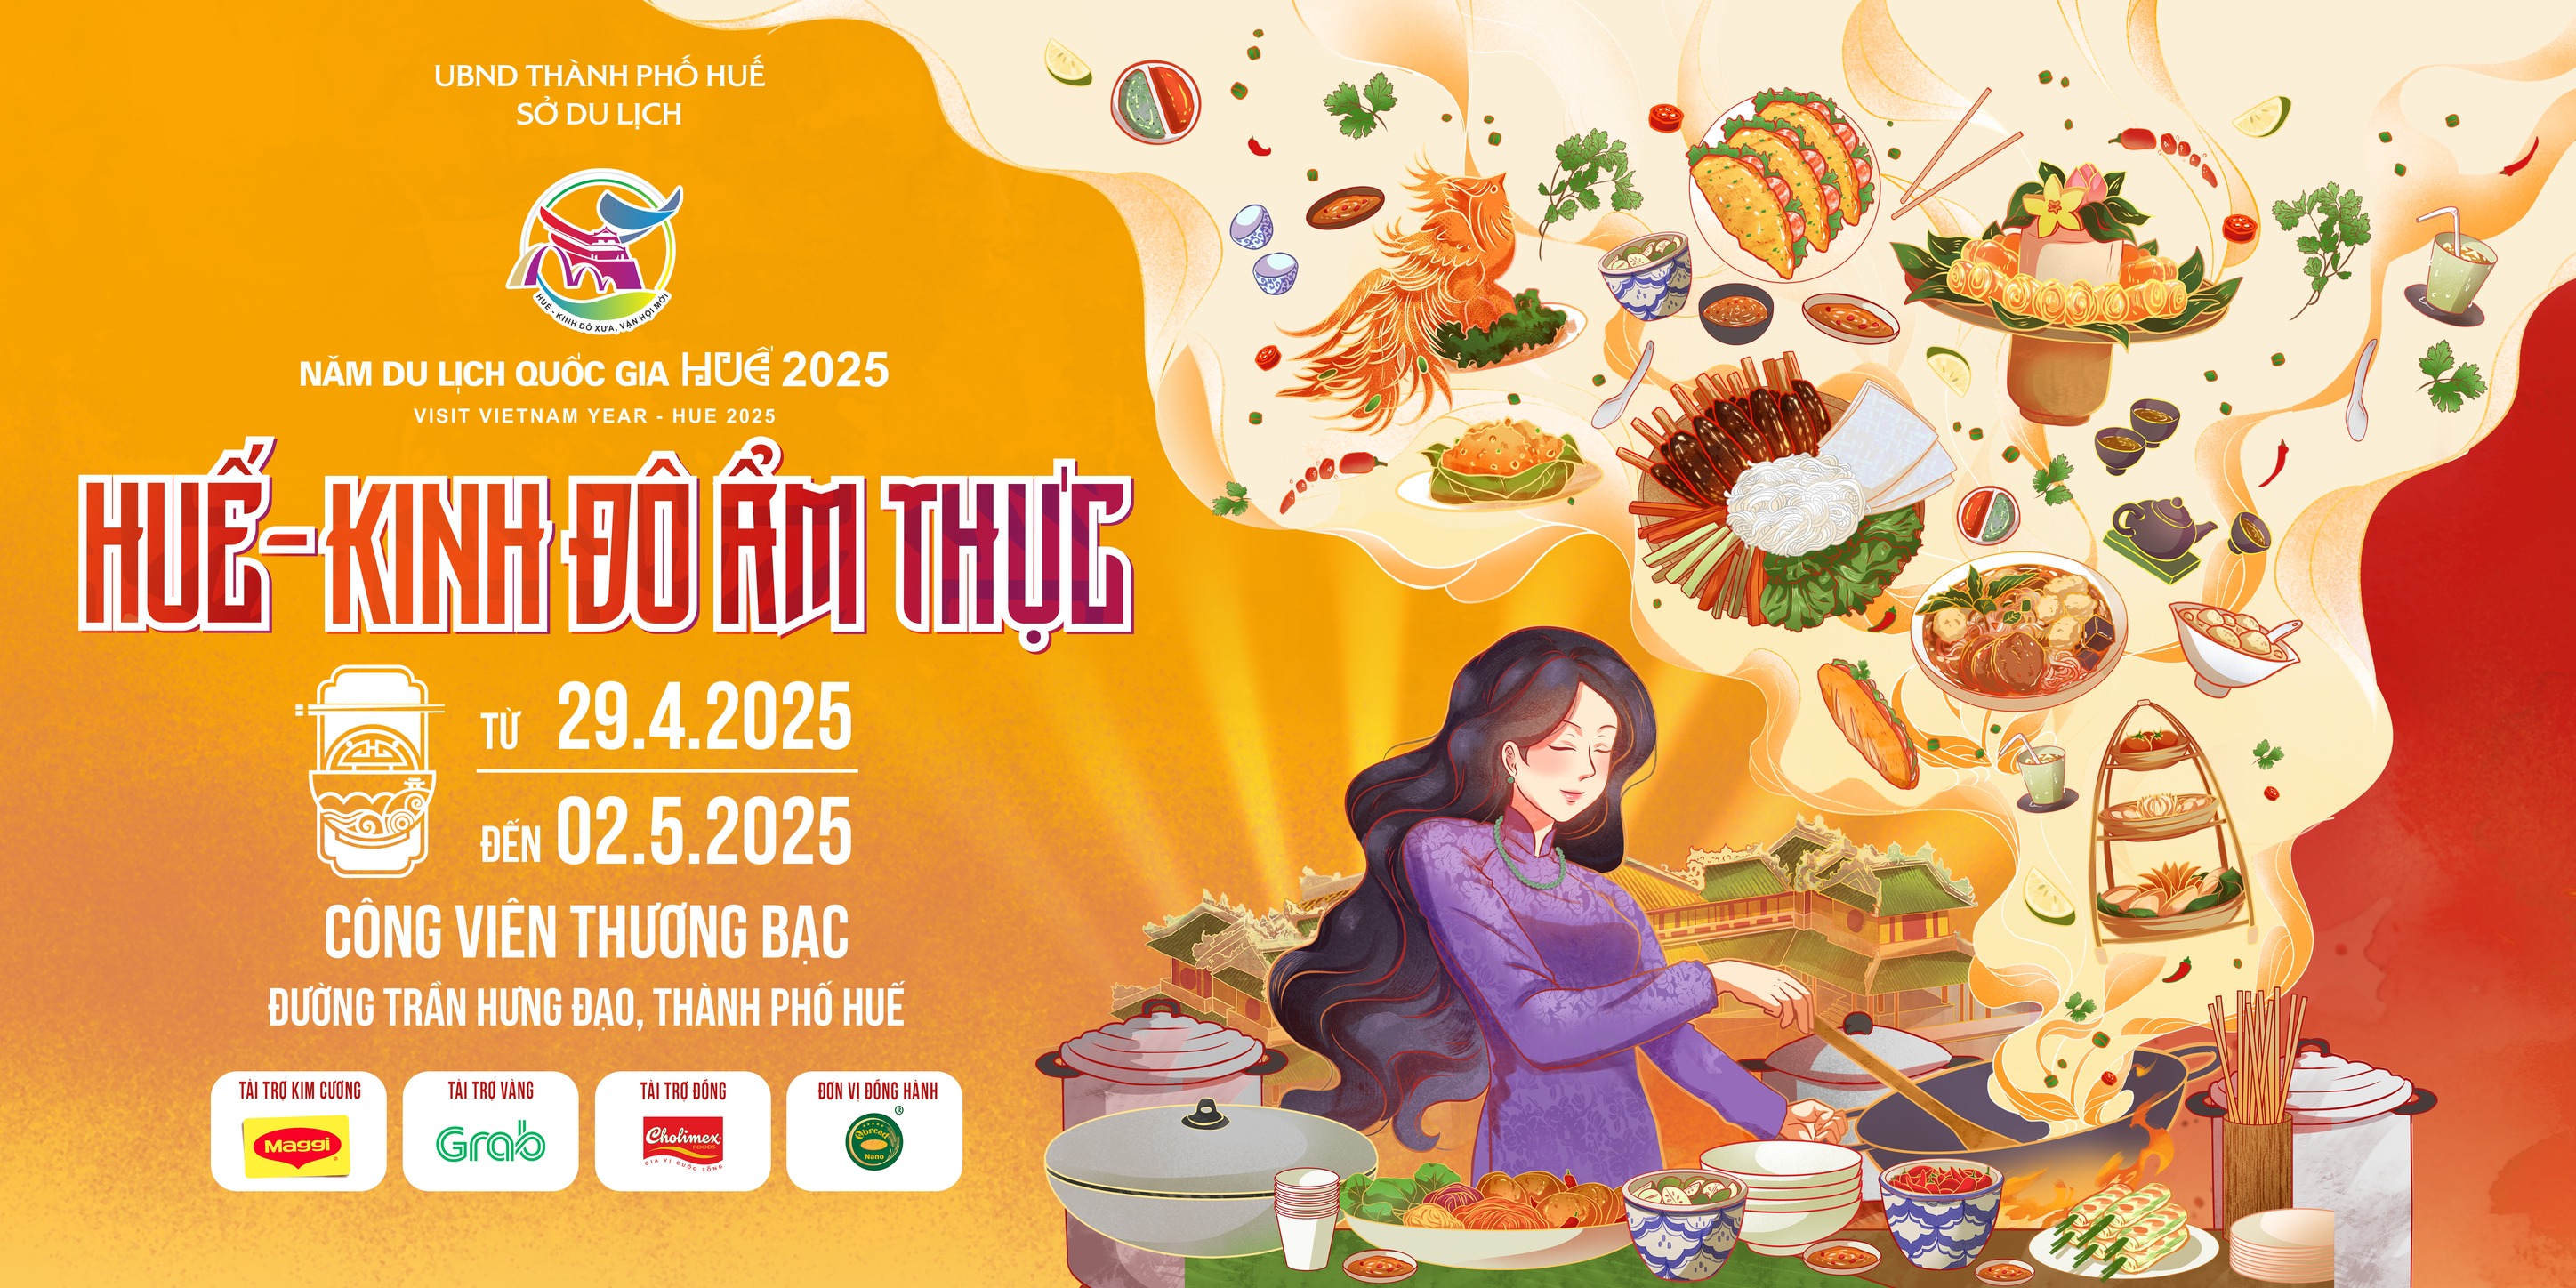 UBND THÀNH PHỐ HUẾ
SỞ DU LỊCH
HUẾ - KINH ĐÔ XƯA, VẬN HỘI MỚI
NĂM DU LỊCH QUỐC GIA HUẾ 2025
VISIT VIETNAM YEAR - HUE 2025
HUẾ - KINH ĐÔ ẨM THỰC
TỪ 29.4.2025
ĐẾN 02.5.2025
CÔNG VIÊN THƯƠNG BẠC
ĐƯỜNG TRẦN HƯNG ĐẠO, THÀNH PHỐ HUẾ
TÀI TRỢ KIM CƯƠNG
Maggi
TÀI TRỢ VÀNG
Grab
TÀI TRỢ ĐỒNG
Cholimex
FOODS
GIA VỊ CUỘC SỐNG
ĐƠN VỊ ĐỒNG HÀNH
®
Obread
Nano